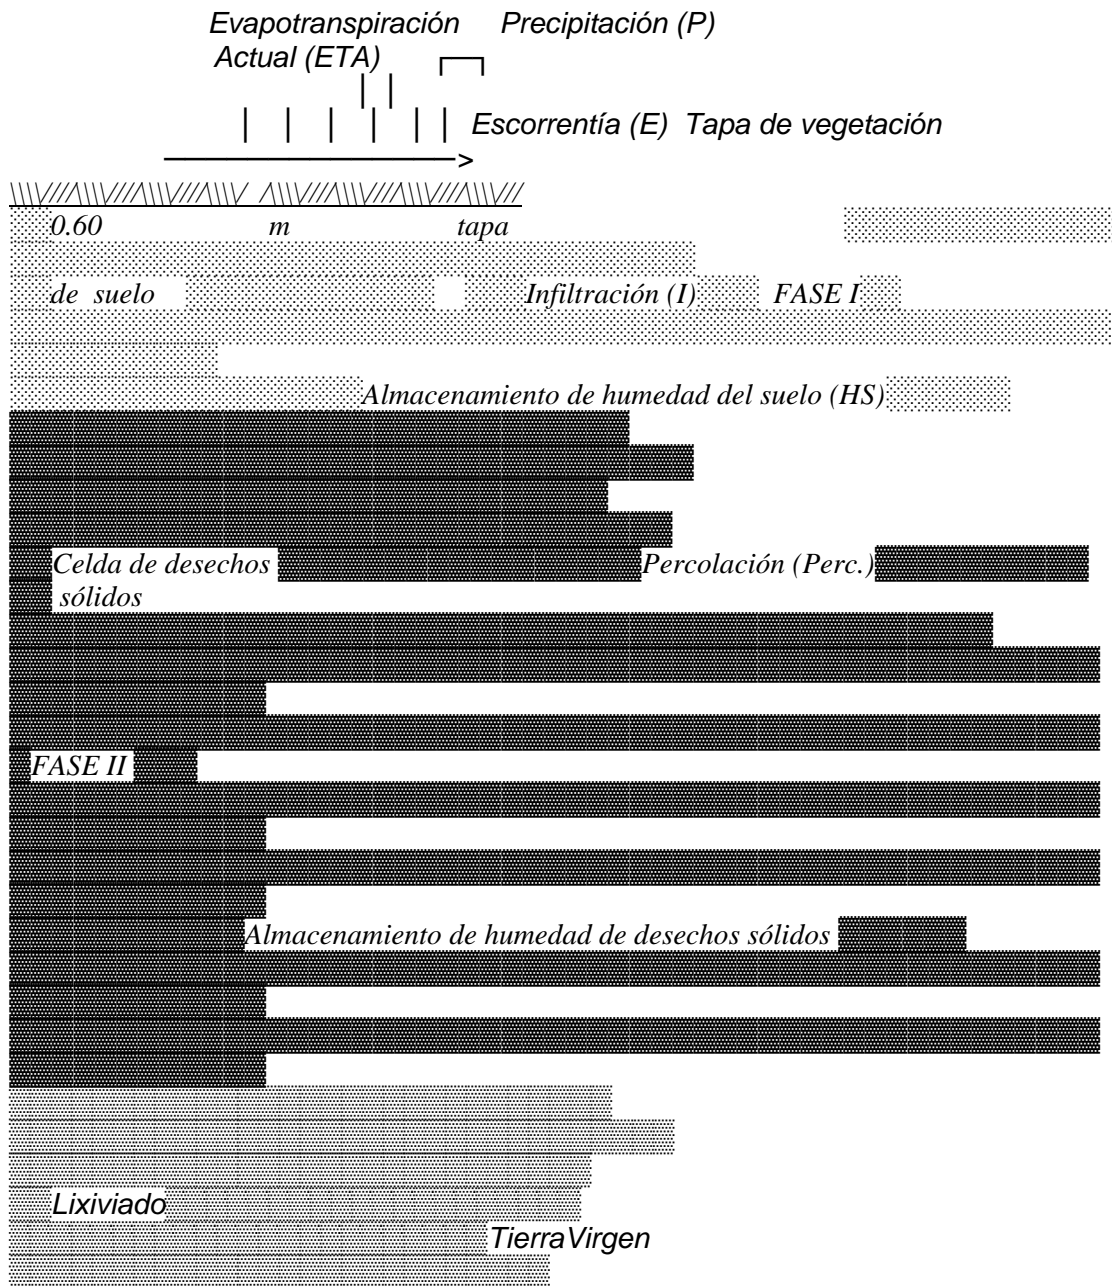 Evapotranspiración Precipitación (P)
Actual (ETA)
Escorrentía (E) Tapa de vegetación
0.60 m tapa
de suelo Infiltración (I) FASE I
Almacenamiento de humedad del suelo (HS)
Celda de desechos Percolación (Perc.)
sólidos
FASE II
Almacenamiento de humedad de desechos sólidos
Lixiviado
TierraVirgen